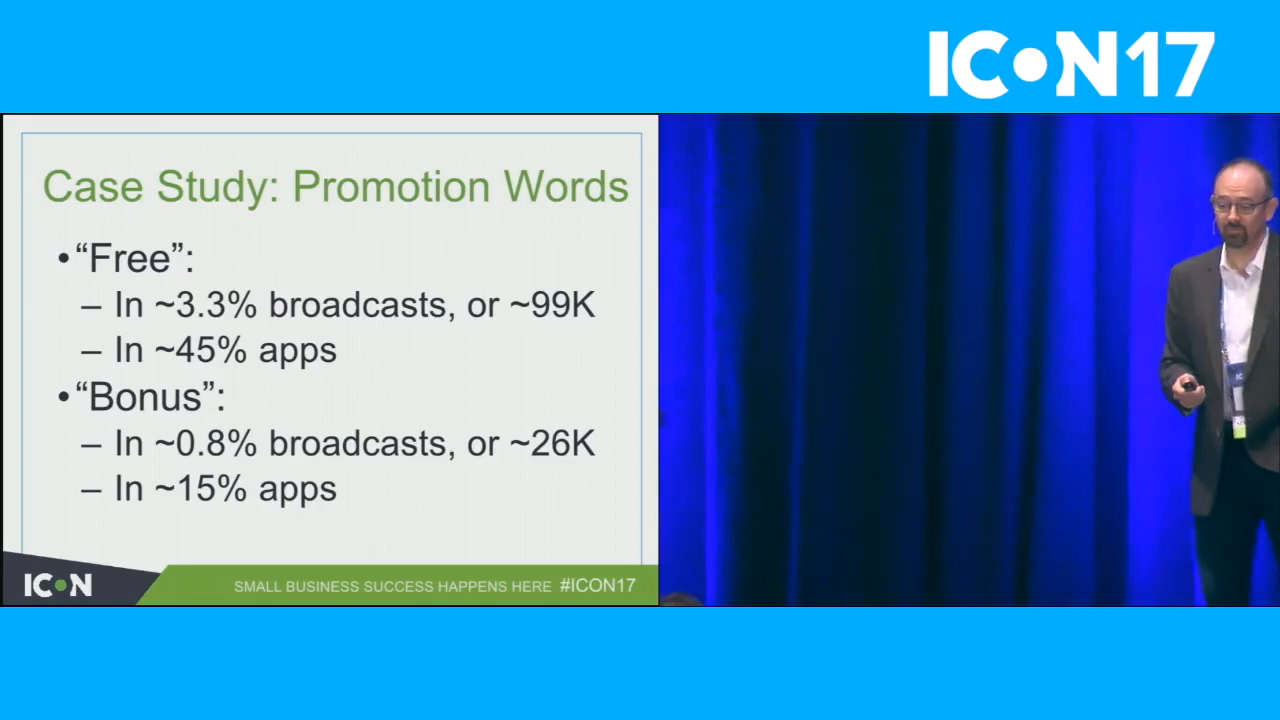 ICON17
Case Study: Promotion Words
•“Free”:
– In ~3.3% broadcasts, or ~99K
– In ~45% apps
•“Bonus”:
– In ~0.8% broadcasts, or ~26K
– In ~15% apps
ICON
SMALL BUSINESS SUCCESS HAPPENS HERE #ICON17
IC